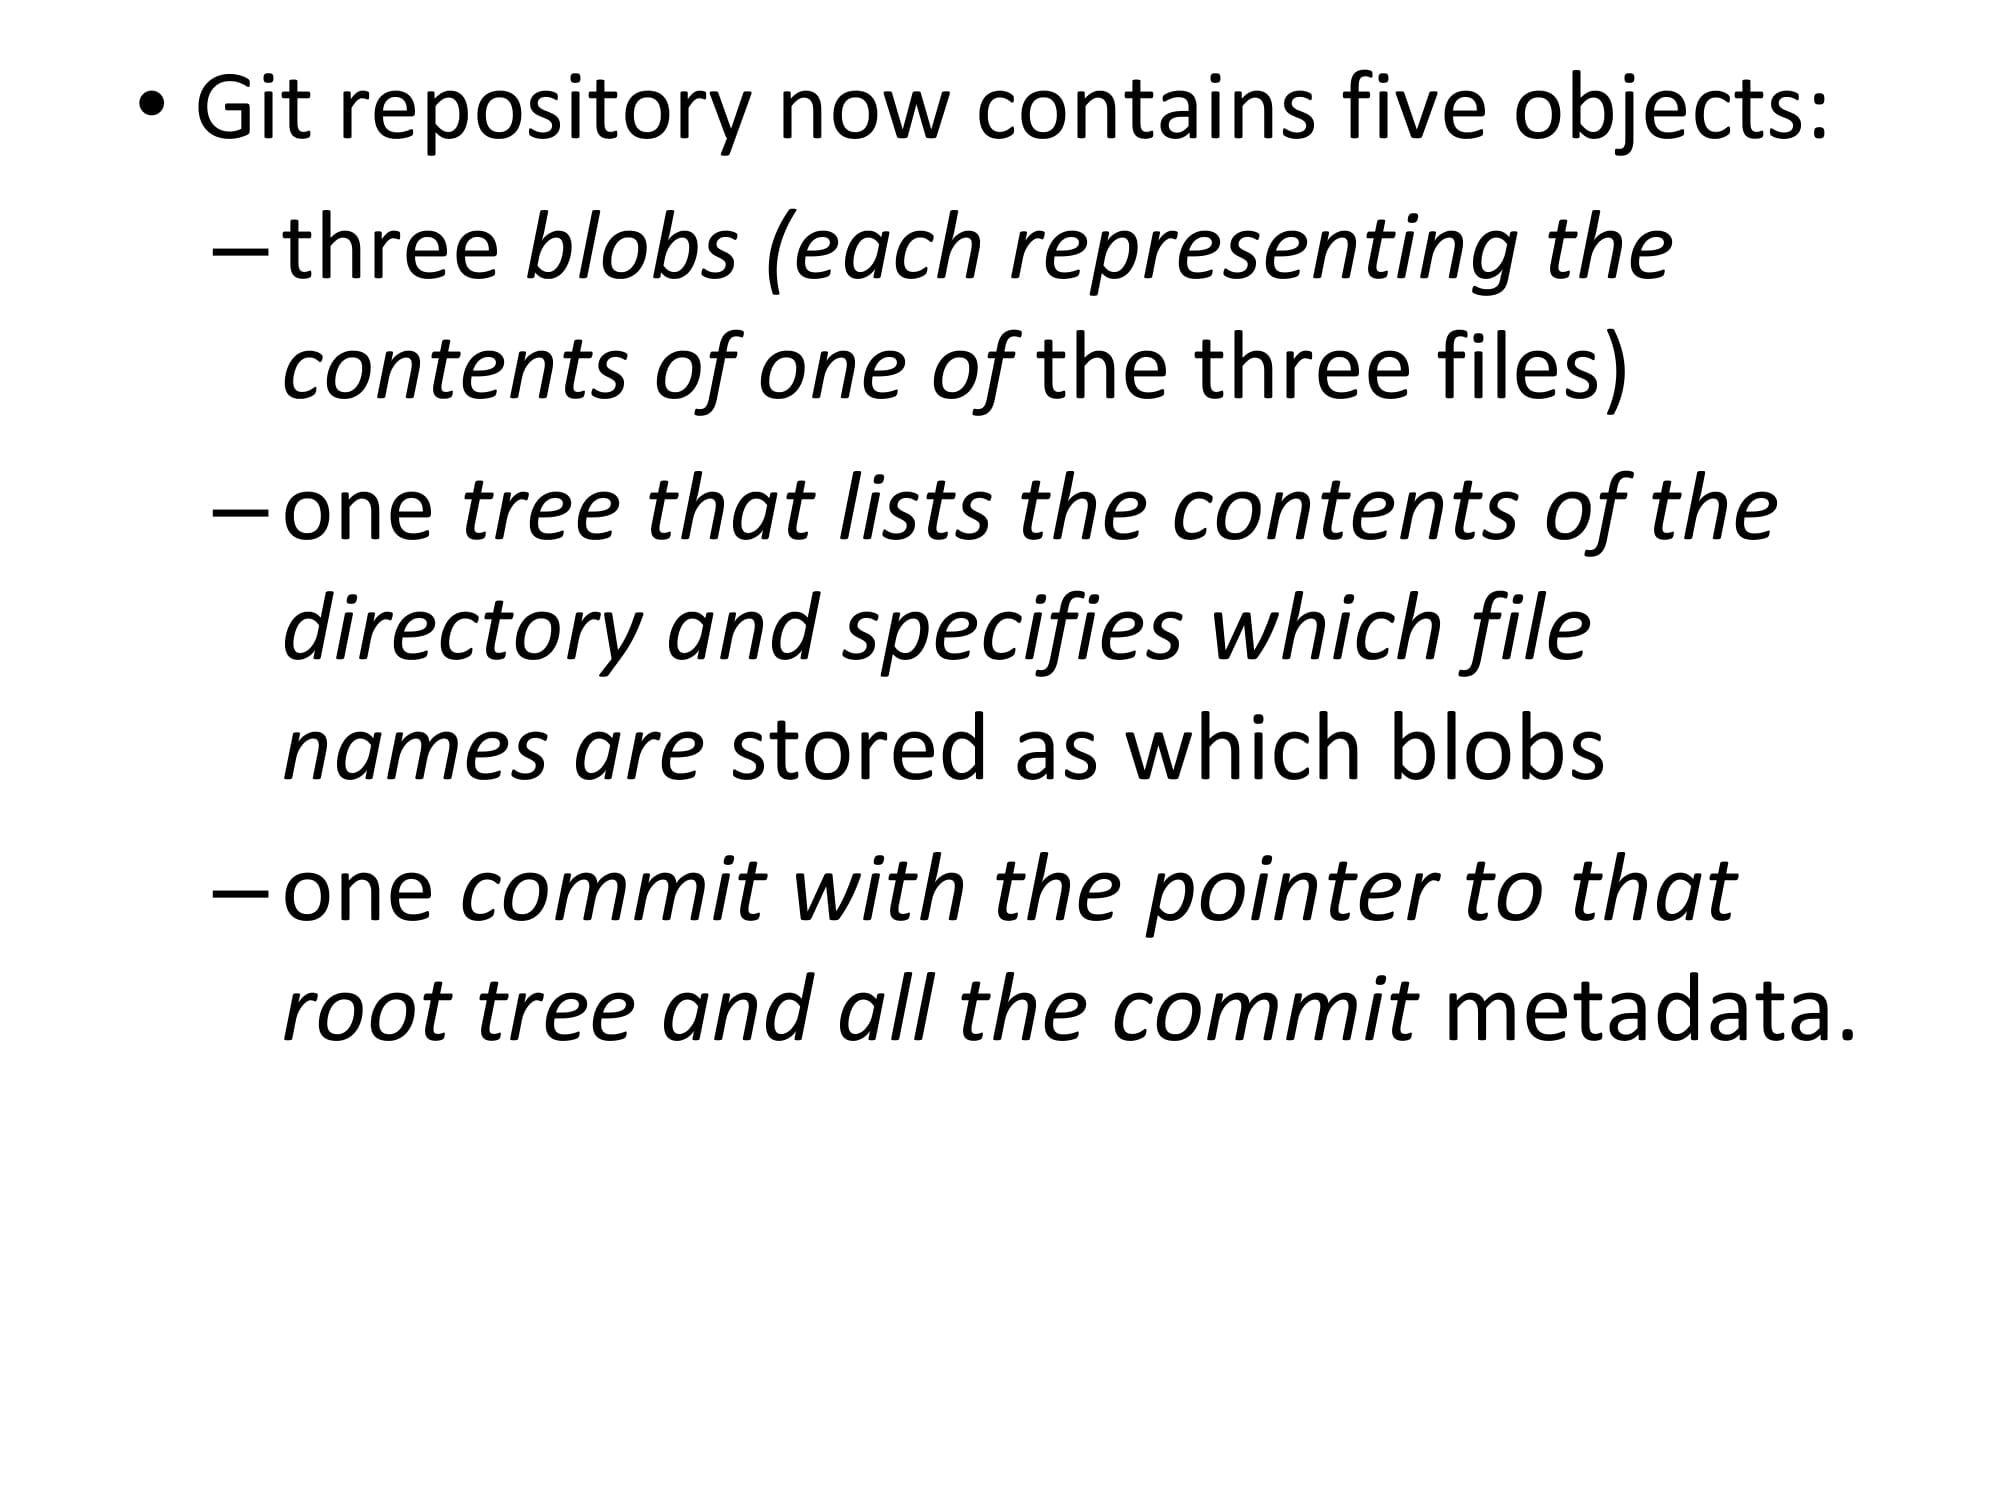 • Git repository now contains five objects:
– three blobs (each representing the
contents of one of the three files)
– one tree that lists the contents of the
directory and specifies which file
names are stored as which blobs
– one commit with the pointer to that
root tree and all the commit metadata.